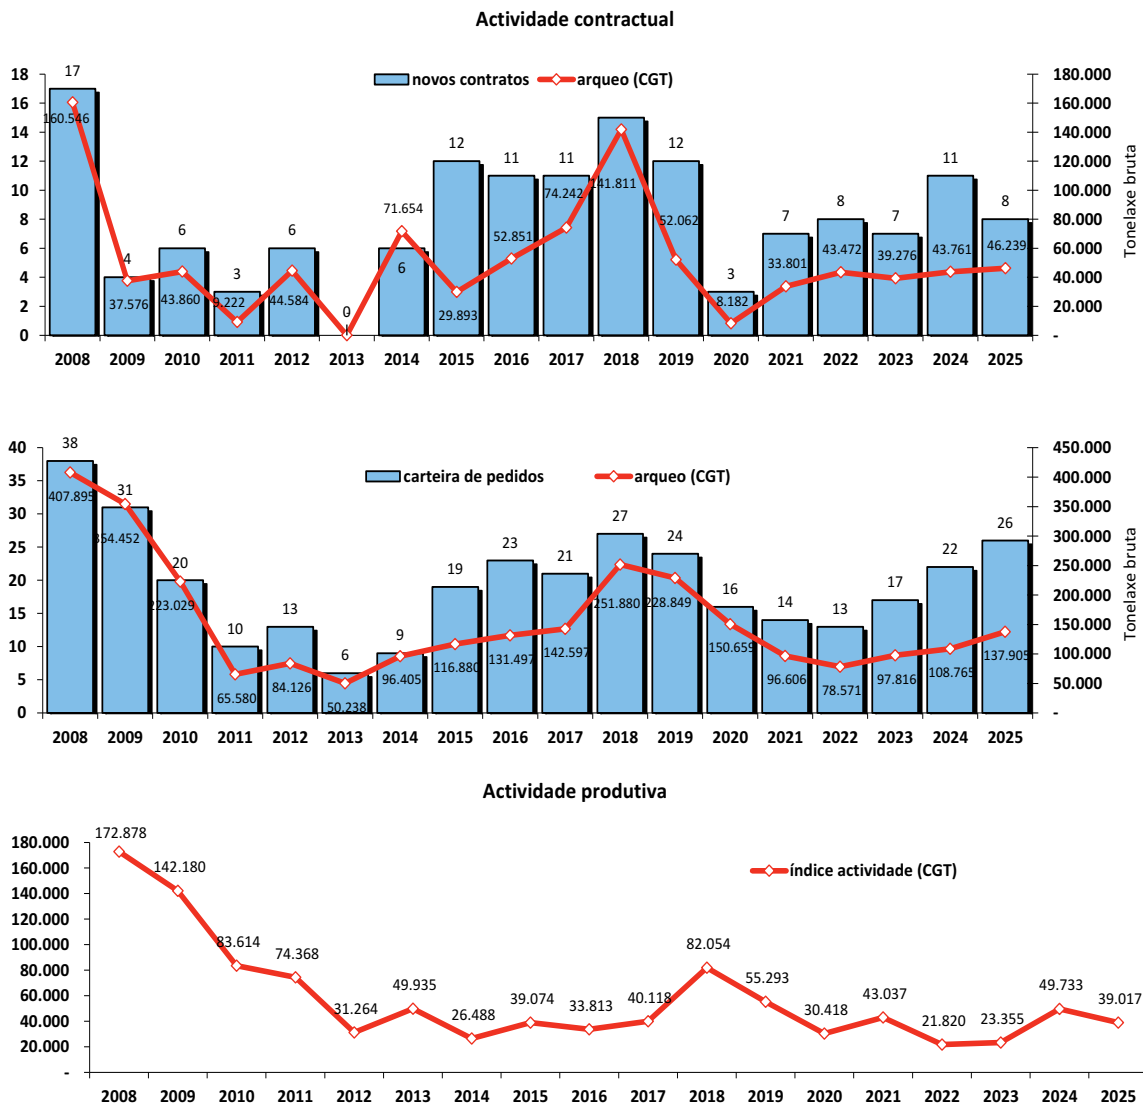 Actividade contractual
novos contratos arqueo (CGT)
18 16 14 12 10 8 6 4 2 0
17 4 6 3 6 0 6 12 11 11 12 3 7 8 7 11 8
160.546 37.576 43.860 9.222 44.584 71.654 29.893 52.851 74.242 141.811 52.062 8.182 33.801 43.472 39.276 43.761 46.239
180.000 160.000 140.000 120.000 100.000 80.000 60.000 40.000 20.000 -
Tonelaxe bruta
2008 2009 2010 2011 2012 2013 2014 2015 2016 2017 2018 2019 2020 2021 2022 2023 2024 2025
carteira de pedidos arqueo (CGT)
40 35 30 25 20 15 10 5 0
38 31 20 10 13 6 9 19 23 21 27 24 16 14 13 17 22 26
407.895 354.452 223.029 65.580 84.126 50.238 96.405 116.880 131.497 142.597 251.880 228.849 150.659 96.606 78.571 97.816 108.765 137.905
450.000 400.000 350.000 300.000 250.000 200.000 150.000 100.000 50.000 -
Tonelaxe bruta
2008 2009 2010 2011 2012 2013 2014 2015 2016 2017 2018 2019 2020 2021 2022 2023 2024 2025
Actividade produtiva
índice actividade (CGT)
180.000 160.000 140.000 120.000 100.000 80.000 60.000 40.000 20.000 -
172.878 142.180 83.614 74.368 31.264 49.935 26.488 39.074 33.813 40.118 82.054 55.293 30.418 43.037 21.820 23.355 49.733 39.017
2008 2009 2010 2011 2012 2013 2014 2015 2016 2017 2018 2019 2020 2021 2022 2023 2024 2025